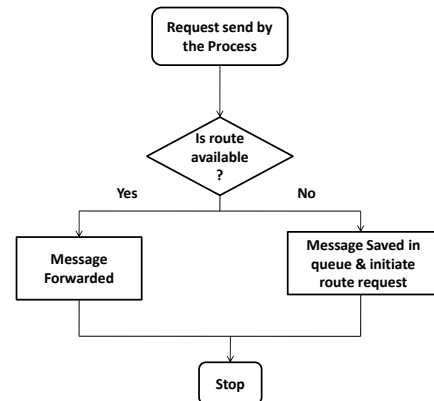 Request send by
the Process
Is route
available
?
Yes
No
Message
Forwarded
Message Saved in
queue & initiate
route request
Stop